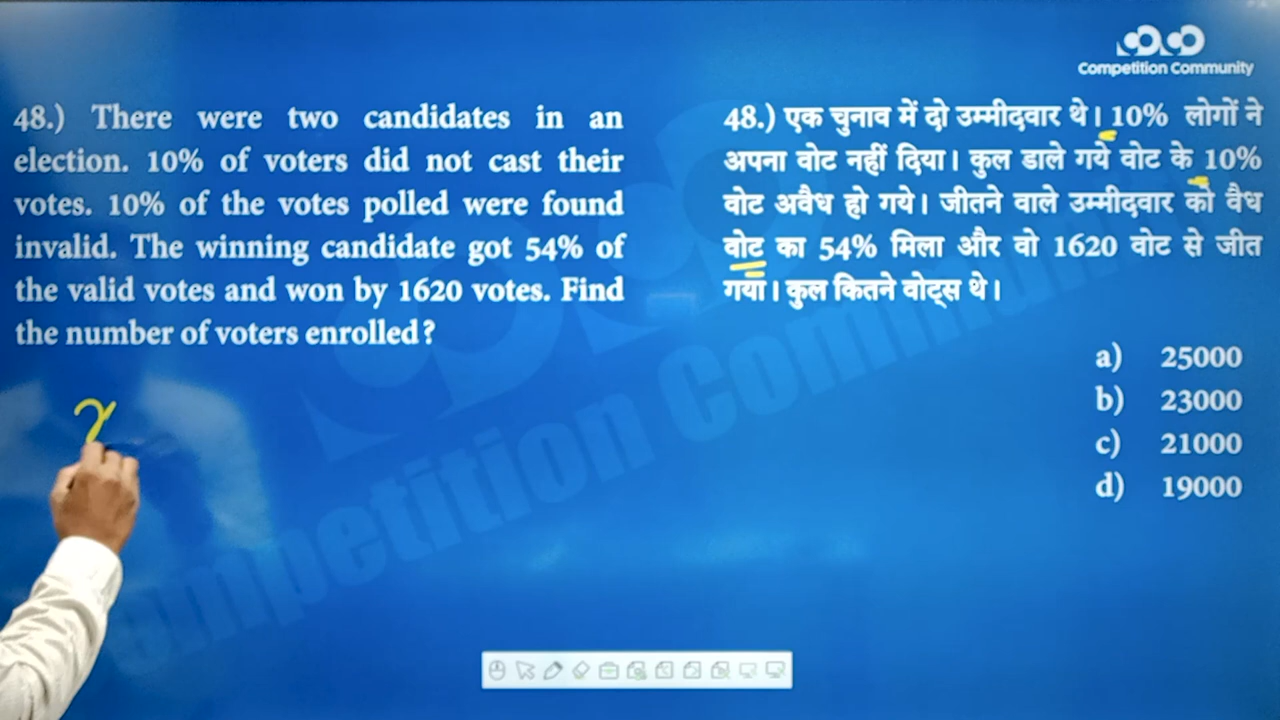 Competition Community
48.) There were two candidates in an
election. 10% of voters did not cast their
votes. 10% of the votes polled were found
invalid. The winning candidate got 54% of
the valid votes and won by 1620 votes. Find
the number of voters enrolled?
48.) एक चुनाव में दो उम्मीदवार थे। 10% लोगों ने
अपना वोट नहीं दिया। कुल डाले गये वोट के 10%
वोट अवैध हो गये। जीतने वाले उम्मीदवार को वैध
वोट का 54% मिला और वो 1620 वोट से जीत
गया। कुल कितने वोट्स थे।
a) 25000
b) 23000
c) 21000
d) 19000
x
ompetition Commun